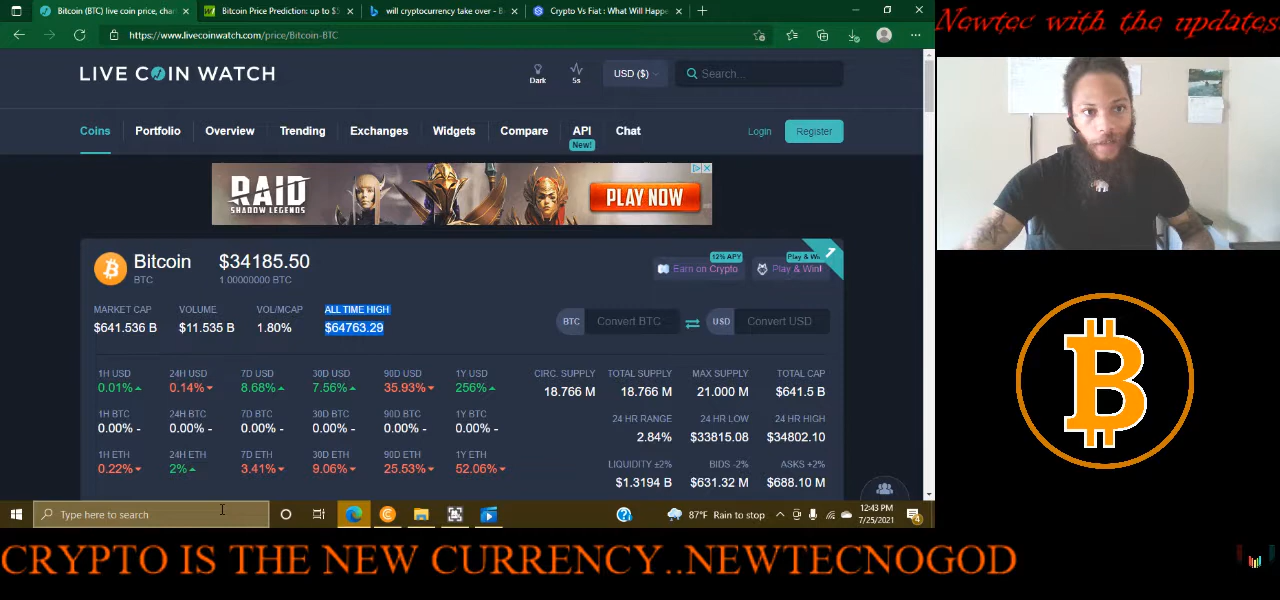 Bitcoin (BTC) live coin price, char
Bitcoin Price Prediction: up to $5
will cryptocurrency take over - B
Crypto Vs Fiat : What Will Happe
Newtec with the updates
https://www.livecoinwatch.com/price/Bitcoin-BTC
LIVE COIN WATCH
Dark
5s
USD ($)
Search...
Coins
Portfolio
Overview
Trending
Exchanges
Widgets
Compare
API
New!
Chat
Login
Register
RAID
SHADOW LEGENDS
PLAY NOW
Bitcoin
BTC
$34185.50
1.00000000 BTC
12% APY
Earn on Crypto
Play & W
Play & Win!
1
MARKET CAP VOLUME VOL/MCAP ALL TIME HIGH
$641.536 B $11.535 B 1.80% $64763.29
BTC Convert BTC... USD Convert USD...
1H USD 24H USD 7D USD 30D USD 90D USD 1Y USD
0.01% 0.14% 8.68% 7.56% 35.93% 256%
1H BTC 24H BTC 7D BTC 30D BTC 90D BTC 1Y BTC
0.00% - 0.00% - 0.00% - 0.00% - 0.00% - 0.00% -
1H ETH 24H ETH 7D ETH 30D ETH 90D ETH 1Y ETH
0.22% 2% 3.41% 9.06% 25.53% 52.06%
CIRC. SUPPLY TOTAL SUPPLY MAX SUPPLY TOTAL CAP
18.766 M 18.766 M 21.000 M $641.5 B
24 HR RANGE 24 HR LOW 24 HR HIGH
2.84% $33815.08 $34802.10
LIQUIDITY ±2% BIDS -2% ASKS +2%
$1.3194 B $631.32 M $688.10 M
Type here to search
87°F Rain to stop
12:43 PM
7/25/2021
4
CRYPTO IS THE NEW CURRENCY..NEWTECNOGOD